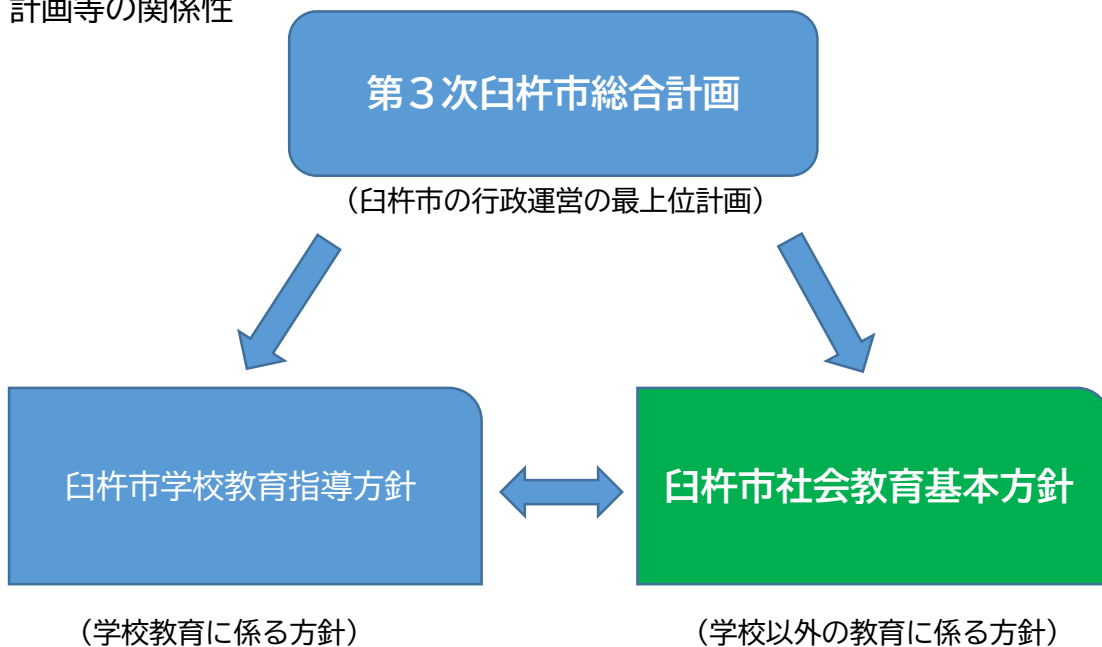 計画等の関係性
第３次臼杵市総合計画
（臼杵市の行政運営の最上位計画）
臼杵市学校教育指導方針
臼杵市社会教育基本方針
（学校教育に係る方針）
（学校以外の教育に係る方針）